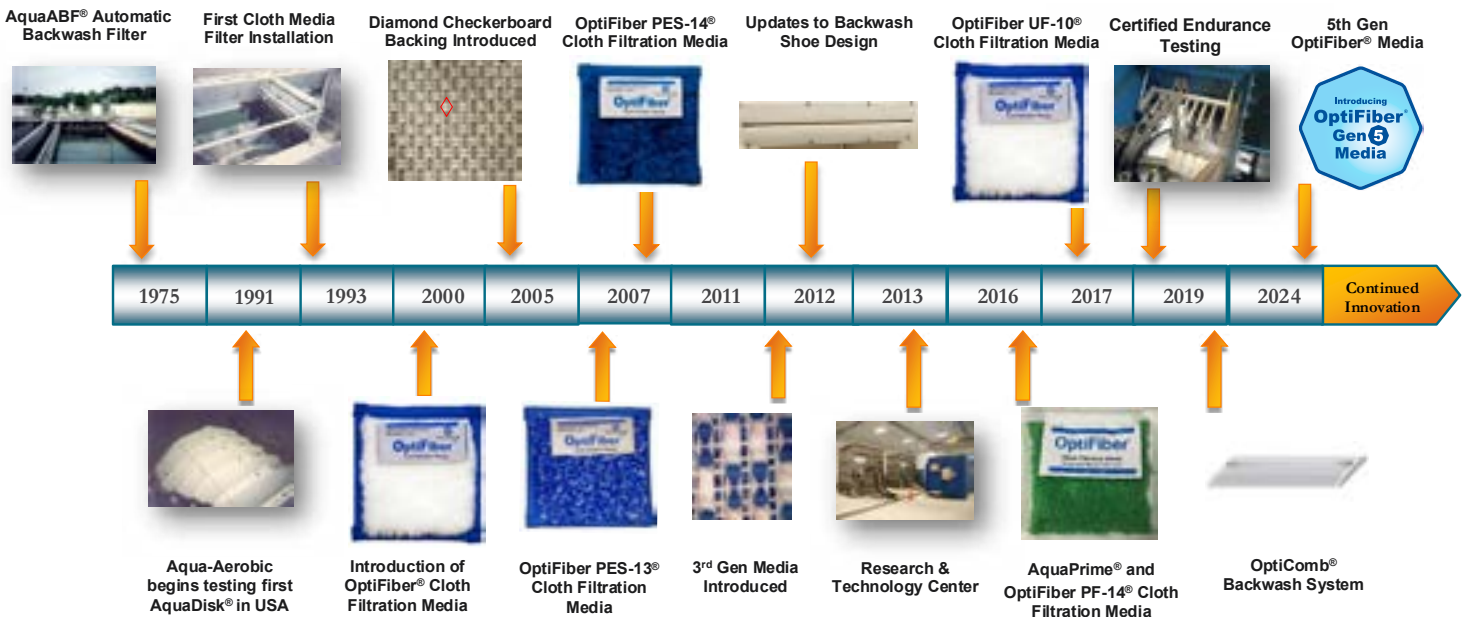 AquaABF® Automatic
Backwash Filter
First Cloth Media
Filter Installation
Diamond Checkerboard
Backing Introduced
OptiFiber PES-14®
Cloth Filtration Media
Updates to Backwash
Shoe Design
OptiFiber UF-10®
Cloth Filtration Media
Certified Endurance
Testing
5th Gen
OptiFiber® Media
OptiFiber
OptiFiber
Introducing
OptiFiber®
Gen 5
Media
1975
1991
1993
2000
2005
2007
2011
2012
2013
2016
2017
2019
2024
Continued
Innovation
OptiFiber
OptiFiber
OptiFiber
Aqua-Aerobic
begins testing first
AquaDisk® in USA
Introduction of
OptiFiber® Cloth
Filtration Media
OptiFiber PES-13®
Cloth Filtration
Media
3rd Gen Media
Introduced
Research &
Technology Center
AquaPrime® and
OptiFiber PF-14® Cloth
Filtration Media
OptiComb®
Backwash System